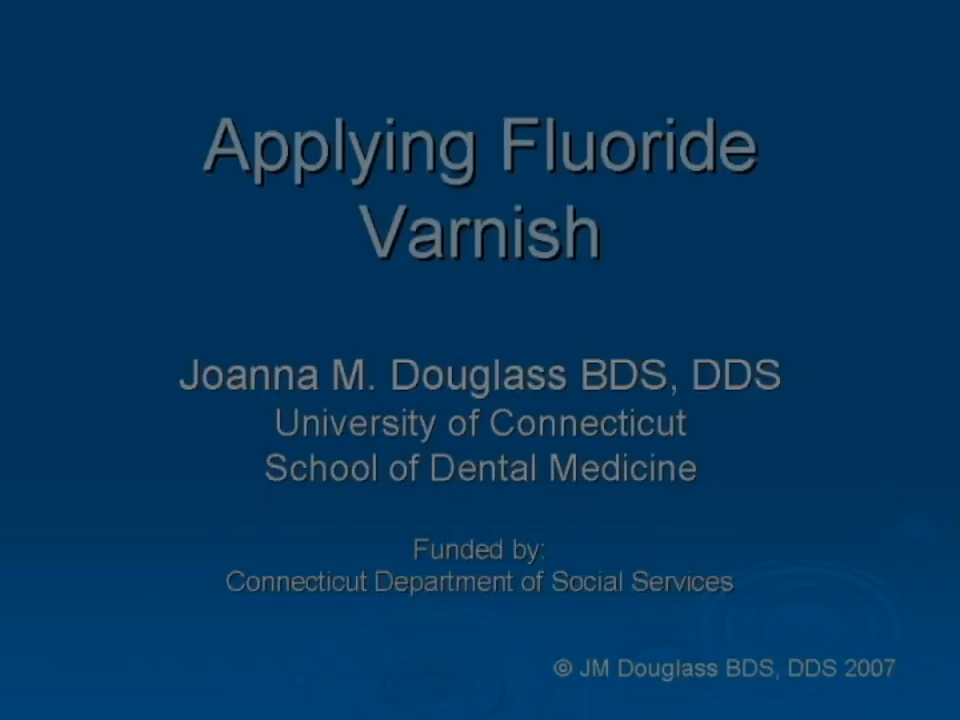 Applying Fluoride
Varnish
Joanna M. Douglass BDS, DDS
University of Connecticut
School of Dental Medicine
Funded by:
Connecticut Department of Social Services
© JM Douglass BDS, DDS 2007